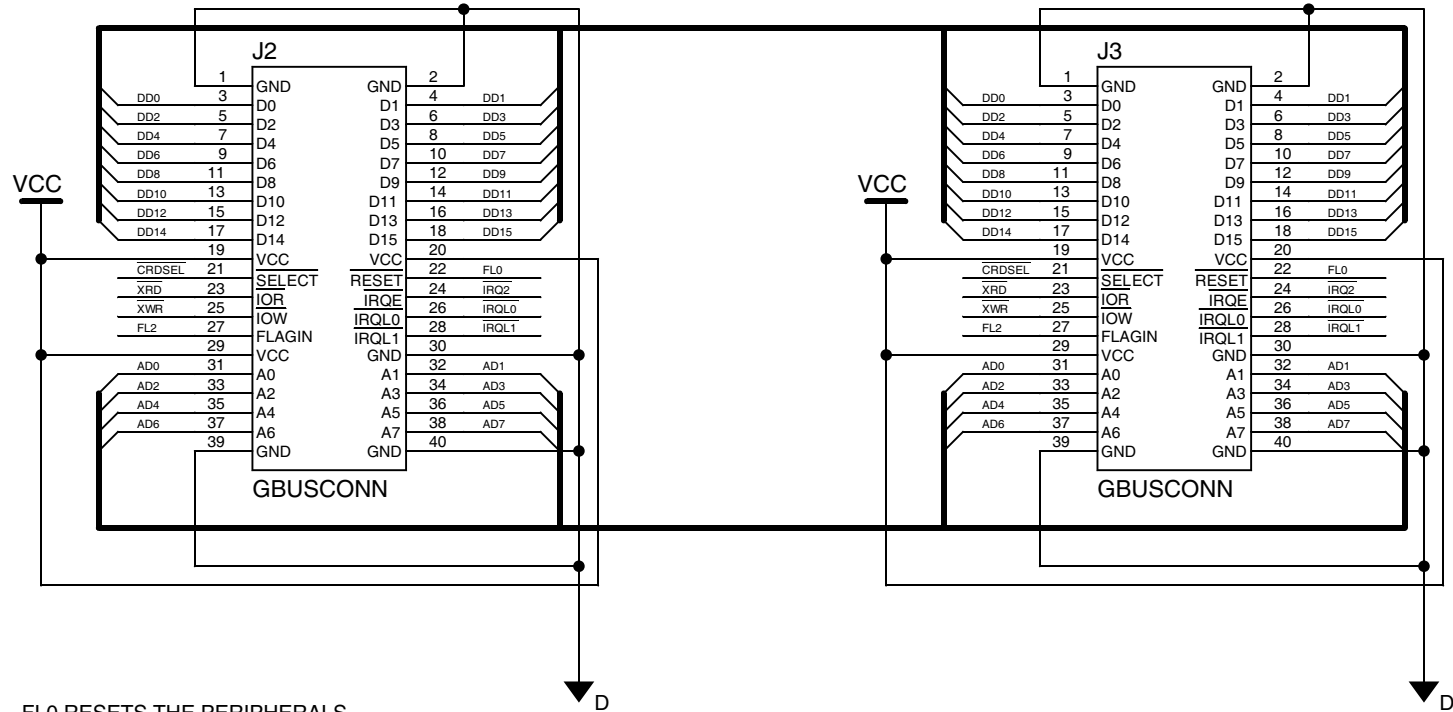 J2 J3
1 GND GND 2 1 GND GND 2
DD0 3 D0 D1 4 DD1 DD0 3 D0 D1 4 DD1
DD2 5 D2 D3 6 DD3 DD2 5 D2 D3 6 DD3
DD4 7 D4 D5 8 DD5 DD4 7 D4 D5 8 DD5
DD6 9 D6 D7 10 DD7 DD6 9 D6 D7 10 DD7
DD8 11 D8 D9 12 DD9 DD8 11 D8 D9 12 DD9
VCC DD10 13 D10 D11 14 DD11 VCC DD10 13 D10 D11 14 DD11
DD12 15 D12 D13 16 DD13 DD12 15 D12 D13 16 DD13
DD14 17 D14 D15 18 DD15 DD14 17 D14 D15 18 DD15
19 VCC VCC 20 19 VCC VCC 20
CRDSEL 21 SELECT RESET 22 FL0 CRDSEL 21 SELECT RESET 22 FL0
XRD 23 IOR IRQE 24 IRQ2 XRD 23 IOR IRQE 24 IRQ2
XWR 25 IOW IRQL0 26 IRQL0 XWR 25 IOW IRQL0 26 IRQL0
FL2 27 FLAGIN IRQL1 28 IRQL1 FL2 27 FLAGIN IRQL1 28 IRQL1
29 VCC GND 30 29 VCC GND 30
AD0 31 A0 A1 32 AD1 AD0 31 A0 A1 32 AD1
AD2 33 A2 A3 34 AD3 AD2 33 A2 A3 34 AD3
AD4 35 A4 A5 36 AD5 AD4 35 A4 A5 36 AD5
AD6 37 A6 A7 38 AD7 AD6 37 A6 A7 38 AD7
39 GND GND 40 39 GND GND 40
GBUSCONN GBUSCONN
FL0 RESETS THE PERIPHERALS D D